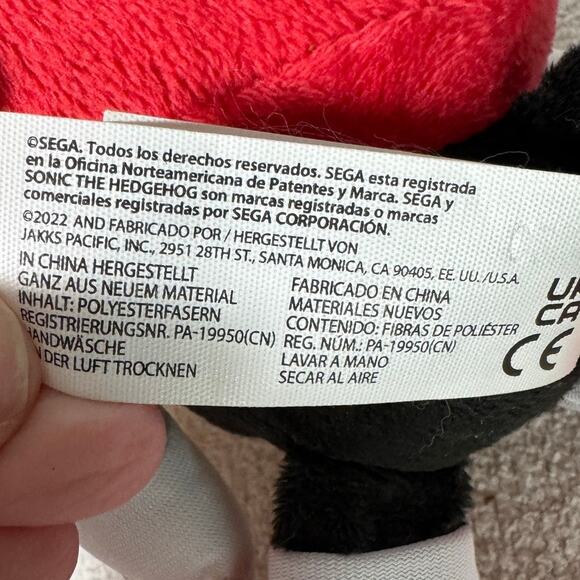 ©SEGA. Todos los derechos reservados. SEGA esta registrada
en la Oficina Norteamericana de Patentes y Marca. SEGA y
SONIC THE HEDGEHOG son marcas registradas o marcas
comerciales registradas por SEGA CORPORACIÓN.
©2022 AND FABRICADO POR / HERGESTELLT VON
JAKKS PACIFIC, INC., 2951 28TH ST., SANTA MONICA, CA 90405, EE. UU. /U.S.A.
IN CHINA HERGESTELLT
GANZ AUS NEUEM MATERIAL
INHALT: POLYESTERFASERN
REGISTRIERUNGSNR. PA-19950(CN)
HANDWÄSCHE
DER LUFT TROCKNEN
FABRICADO EN CHINA
MATERIALES NUEVOS
CONTENIDO: FIBRAS DE POLIÉSTER
REG. NÚM.: PA-19950(CN)
LAVAR A MANO
SECAR AL AIRE
UK
CA
CE